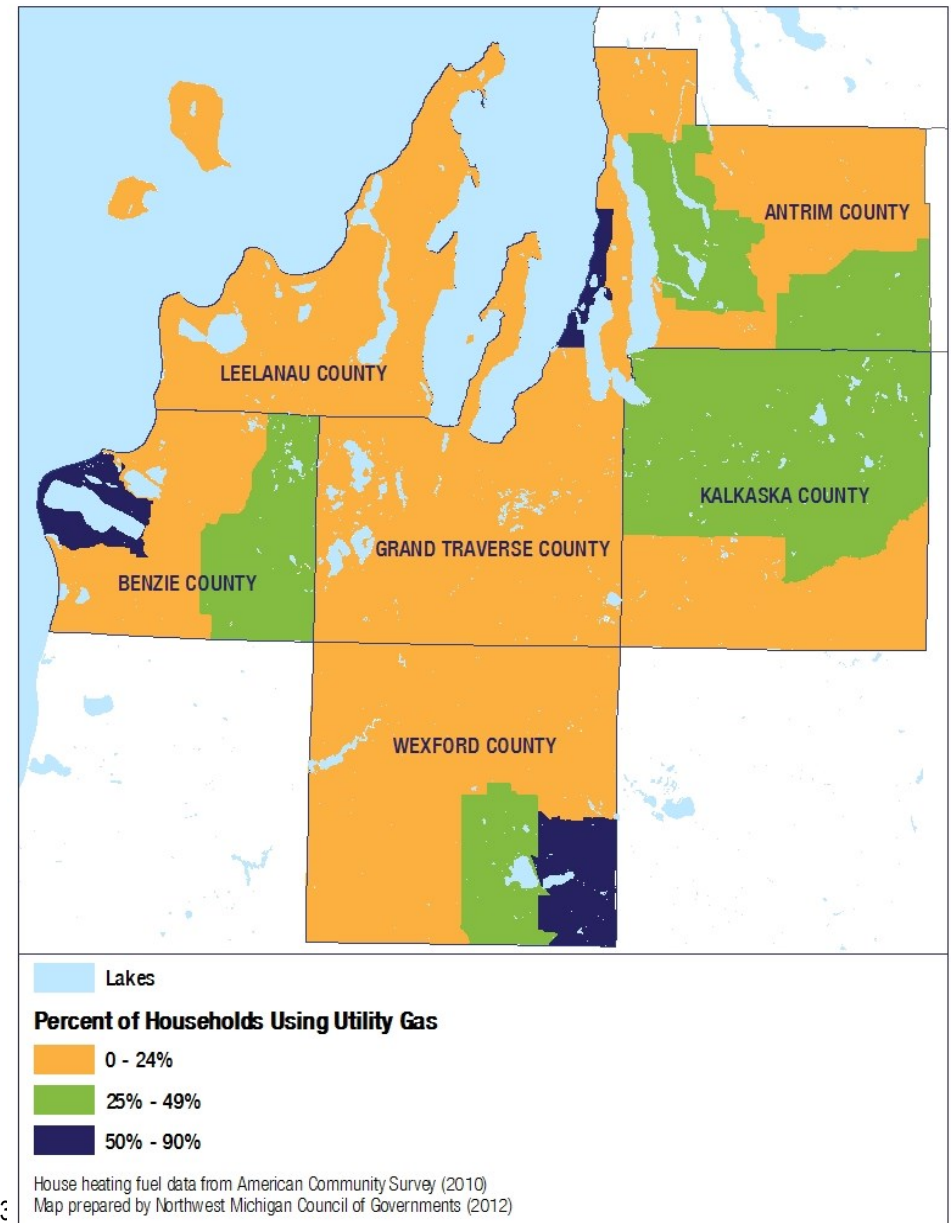 ANTRIM COUNTY
LEELANAU COUNTY
KALKASKA COUNTY
GRAND TRAVERSE COUNTY
BENZIE COUNTY
WEXFORD COUNTY
Lakes
Percent of Households Using Utility Gas
0 - 24%
25% - 49%
50% - 90%
House heating fuel data from American Community Survey (2010)
Map prepared by Northwest Michigan Council of Governments (2012)